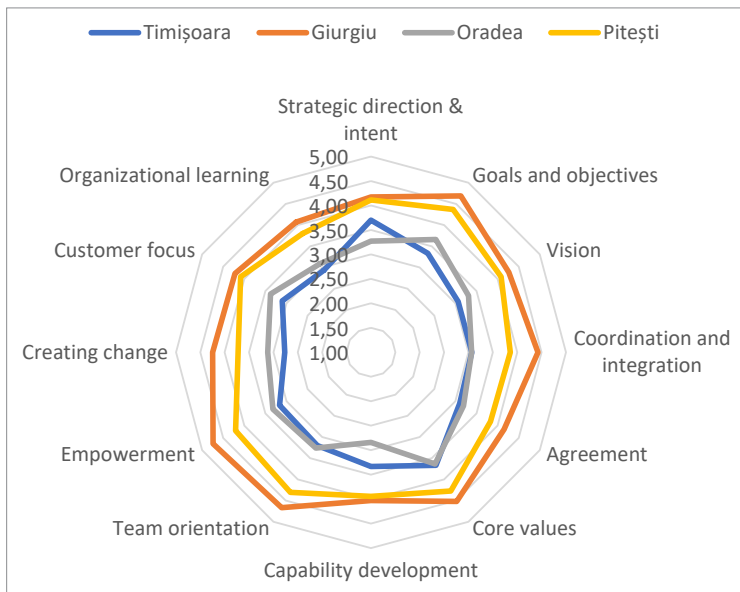 Timișoara Giurgiu Oradea Pitești
Strategic direction &
intent
Goals and objectives
Vision
Coordination and
integration
Agreement
Core values
Capability development
Team orientation
Empowerment
Creating change
Customer focus
Organizational learning
5,00
4,50
4,00
3,50
3,00
2,50
2,00
1,50
1,00